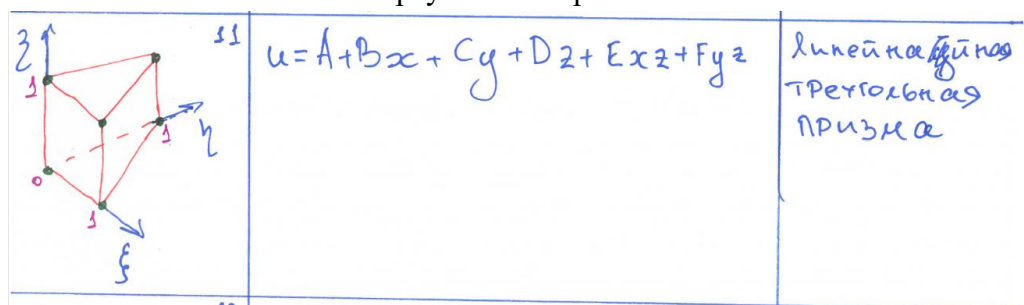 ζ
11
1
η
1
0
1
ξ
u = A + Bx + Cy + Dz + Exz + Fyz
линейная
треугольная
призма